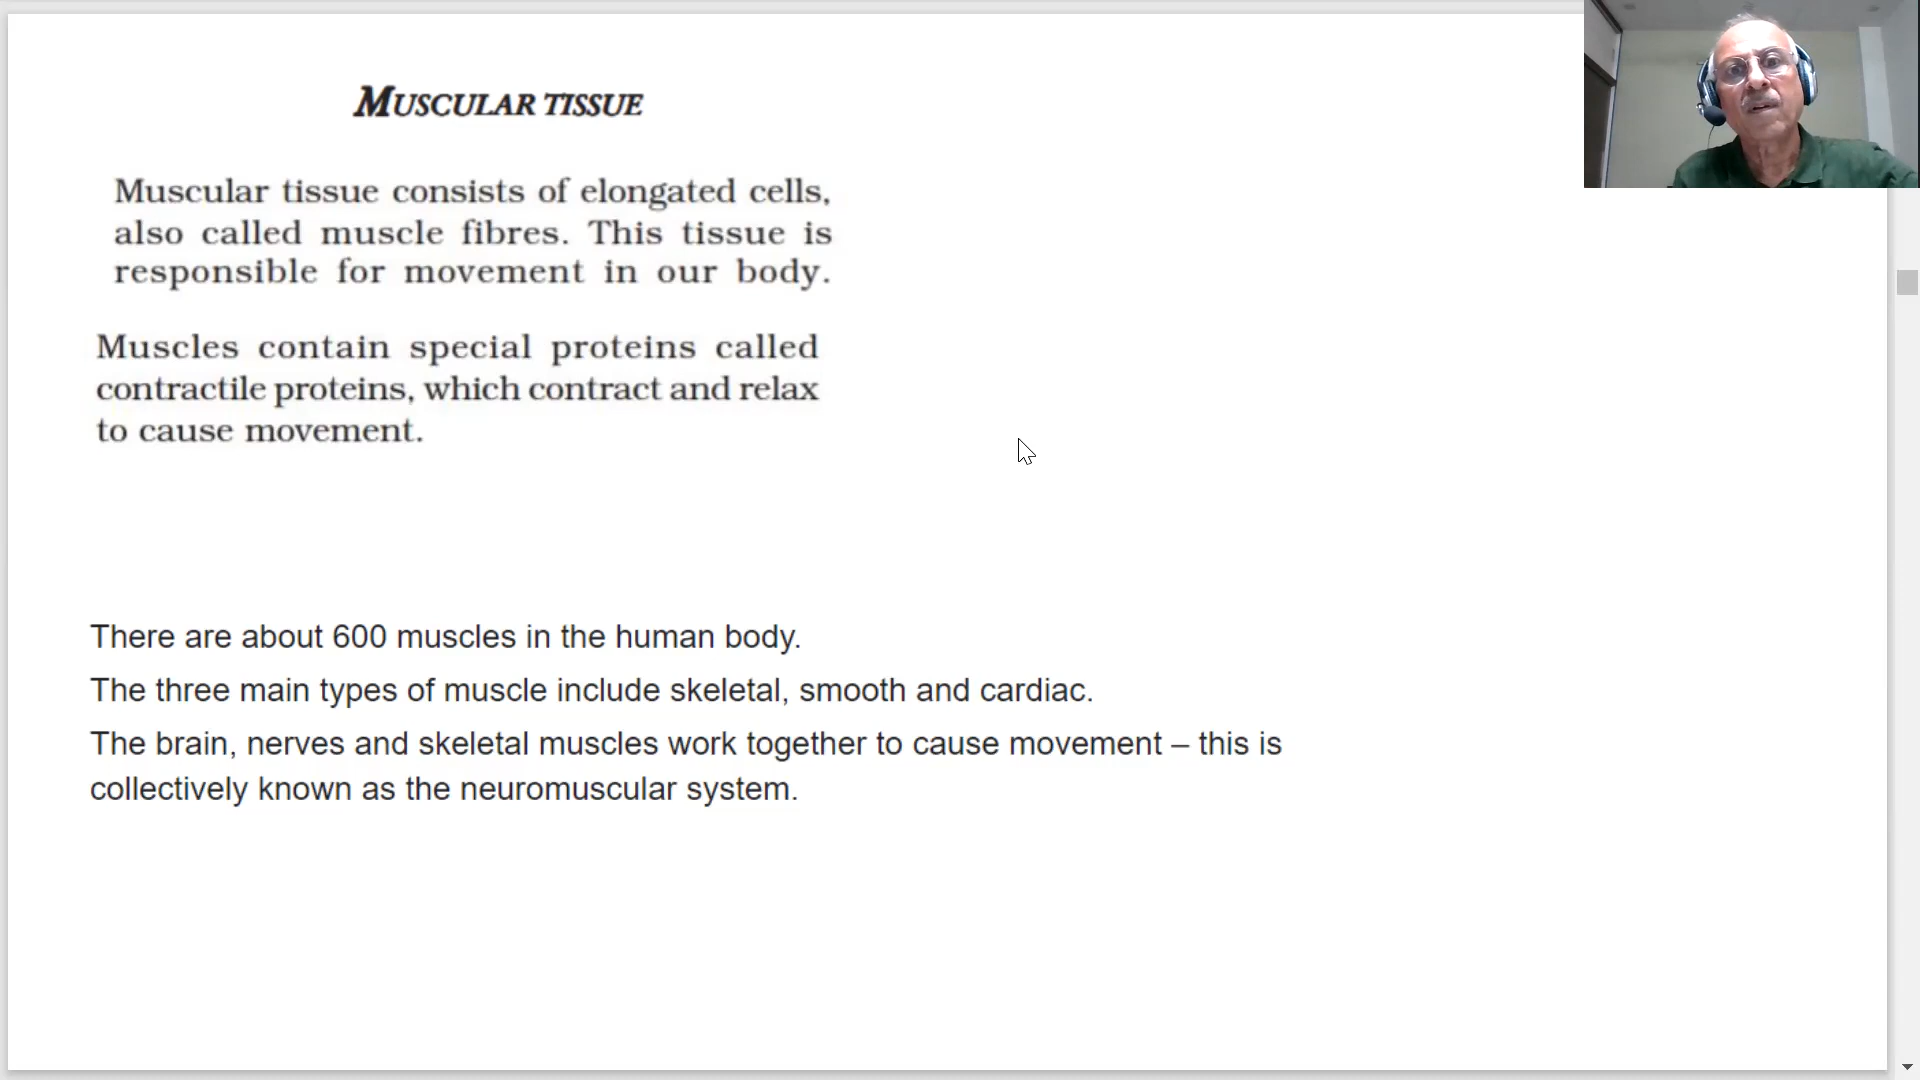 MUSCULAR TISSUE
Muscular tissue consists of elongated cells,
also called muscle fibres. This tissue is
responsible for movement in our body.
Muscles contain special proteins called
contractile proteins, which contract and relax
to cause movement.
There are about 600 muscles in the human body.
The three main types of muscle include skeletal, smooth and cardiac.
The brain, nerves and skeletal muscles work together to cause movement – this is
collectively known as the neuromuscular system.